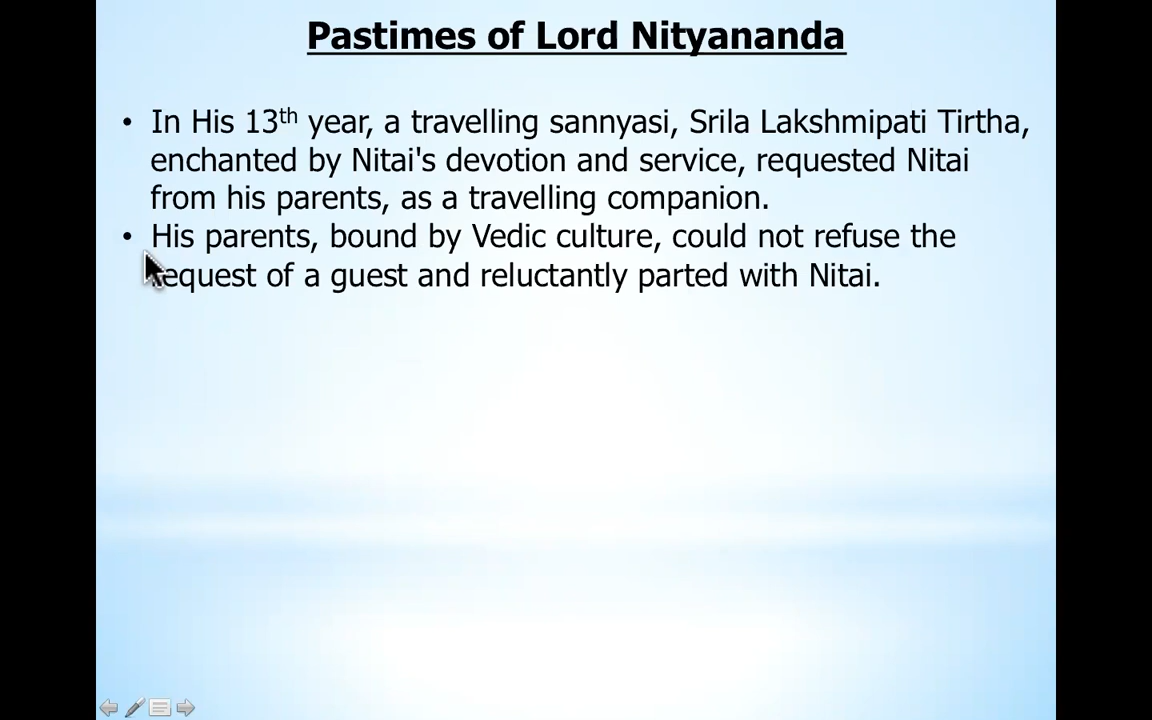 Pastimes of Lord Nityananda
• In His 13th year, a travelling sannyasi, Srila Lakshmipati Tirtha,
enchanted by Nitai's devotion and service, requested Nitai
from his parents, as a travelling companion.
• His parents, bound by Vedic culture, could not refuse the
request of a guest and reluctantly parted with Nitai.